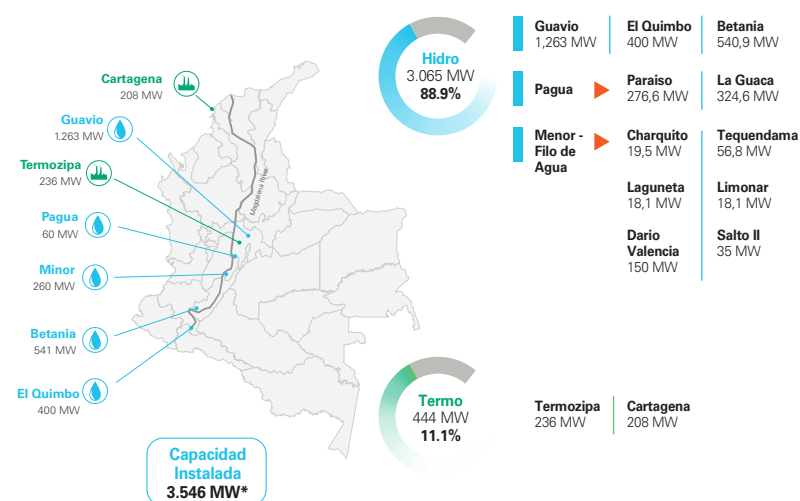 Cartagena
208 MW
Guavio
1.263 MW
Termozipa
236 MW
Pagua
60 MW
Minor
260 MW
Betania
541 MW
El Quimbo
400 MW
Magdalena River
Capacidad
Instalada
3.546 MW*
Hidro
3.065 MW
88.9%
Guavio
1,263 MW
El Quimbo
400 MW
Betania
540,9 MW
Pagua
Paraiso
276,6 MW
La Guaca
324,6 MW
Menor -
Filo de
Agua
Charquito
19,5 MW
Tequendama
56,8 MW
Laguneta
18,1 MW
Limonar
18,1 MW
Dario
Valencia
150 MW
Salto II
35 MW
Termo
444 MW
11.1%
Termozipa
236 MW
Cartagena
208 MW